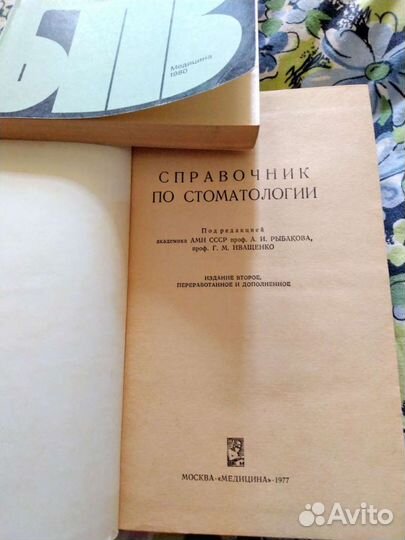 БПВ
Медицина
1980
СПРАВОЧНИК
ПО СТОМАТОЛОГИИ
Под редакцией
академика АМН СССР проф. А. И. РЫБАКОВА,
проф. Г. М. ИВАЩЕНКО
ИЗДАНИЕ ВТОРОЕ,
ПЕРЕРАБОТАННОЕ И ДОПОЛНЕННОЕ
МОСКВА·«МЕДИЦИНА»·1977
Avito